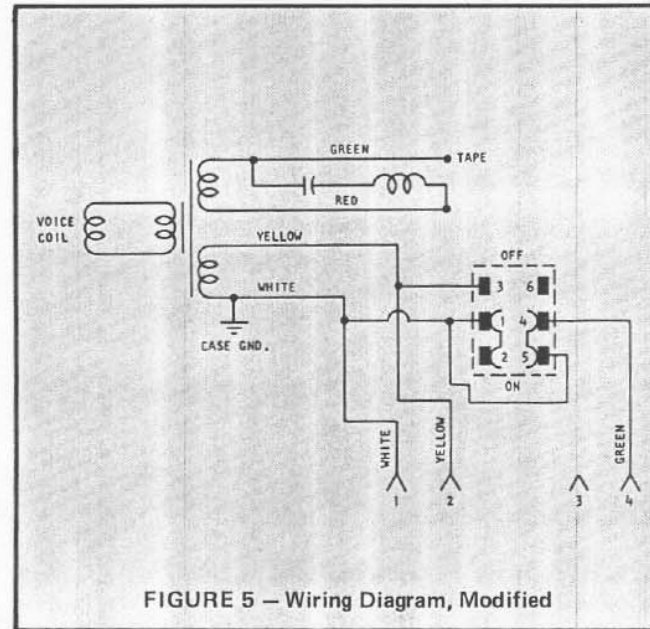 GREEN
TAPE
RED
VOICE
COIL
YELLOW
WHITE
CASE GND.
OFF
3 6
1 4
2 5
ON
WHITE
YELLOW
GREEN
1 2 3 4
FIGURE 5 — Wiring Diagram, Modified